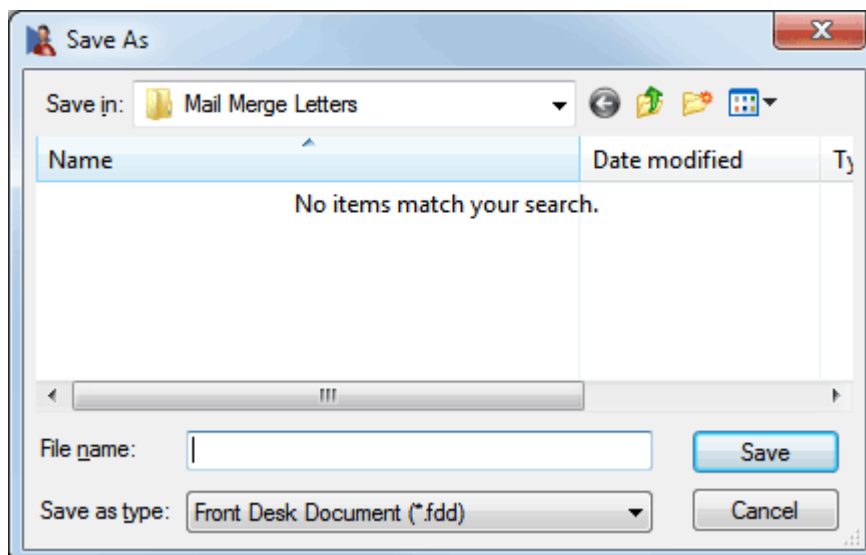 Save As
Save in: Mail Merge Letters
Name Date modified
No items match your search.
File name: Save
Save as type: Front Desk Document (*.fdd) Cancel